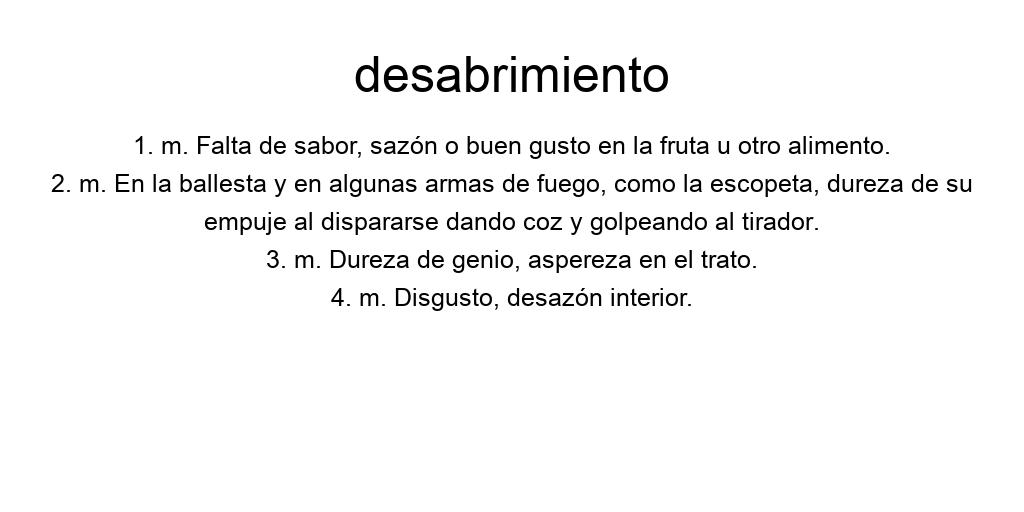 desabrimiento
1. m. Falta de sabor, sazón o buen gusto en la fruta u otro alimento.
2. m. En la ballesta y en algunas armas de fuego, como la escopeta, dureza de su
empuje al dispararse dando coz y golpeando al tirador.
3. m. Dureza de genio, aspereza en el trato.
4. m. Disgusto, desazón interior.